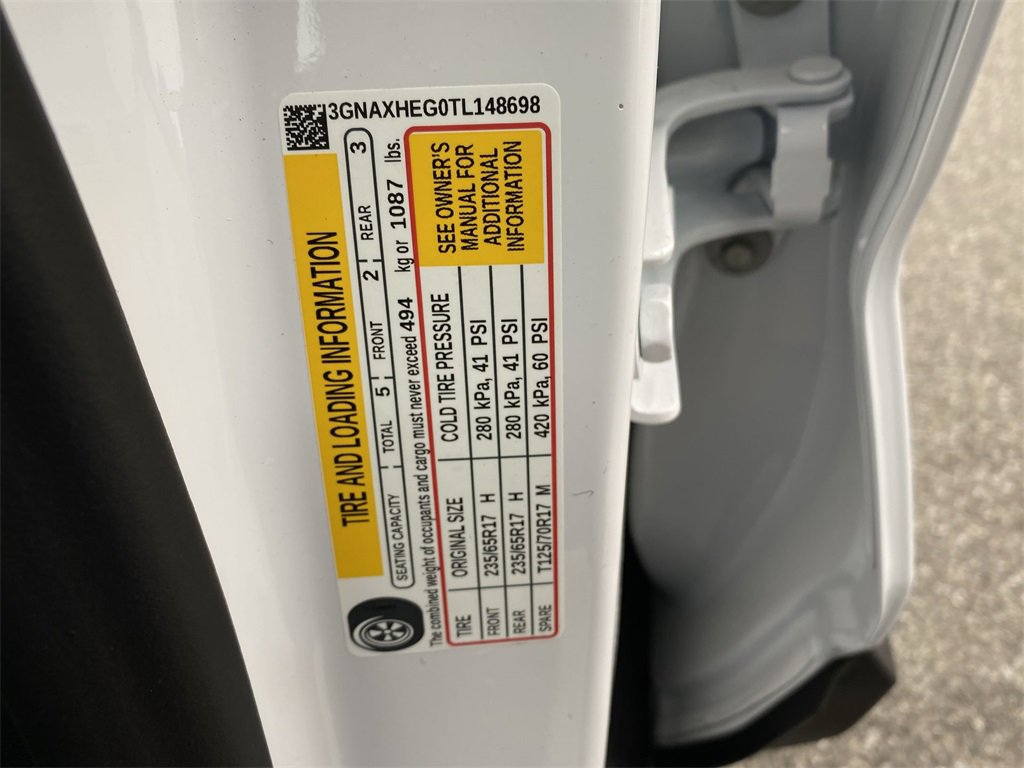 3GNAXHEG0TL148698
TIRE AND LOADING INFORMATION
SEATING CAPACITY TOTAL 5 FRONT 2 REAR 3
The combined weight of occupants and cargo must never exceed 494 kg or 1087 lbs.
TIRE ORIGINAL SIZE COLD TIRE PRESSURE
FRONT 235/65R17 H 280 kPa, 41 PSI
REAR 235/65R17 H 280 kPa, 41 PSI
SPARE T125/70R17 M 420 kPa, 60 PSI
SEE OWNER'S
MANUAL FOR
ADDITIONAL
INFORMATION